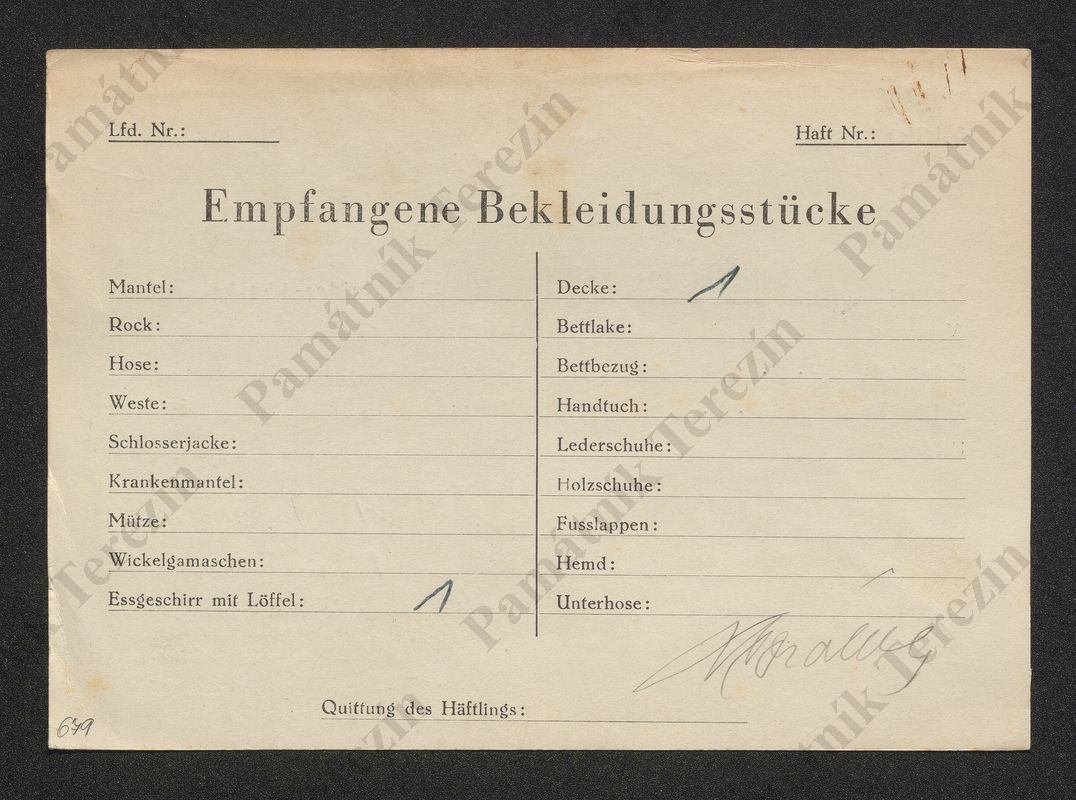 Lfd. Nr.:
Haft Nr.:
Empfangene Bekleidungsstücke
Mantel:
Rock:
Hose:
Weste:
Schlosserjacke:
Krankenmantel:
Mütze:
Wickelgamaschen:
Essgeschirr mit Löffel: 1
Decke: 1
Bettlake:
Bettbezug:
Handtuch:
Lederschuhe:
Holzschuhe:
Fusslappen:
Hemd:
Unterhose:
Quittung des Häftlings:
679
Památník Terezín